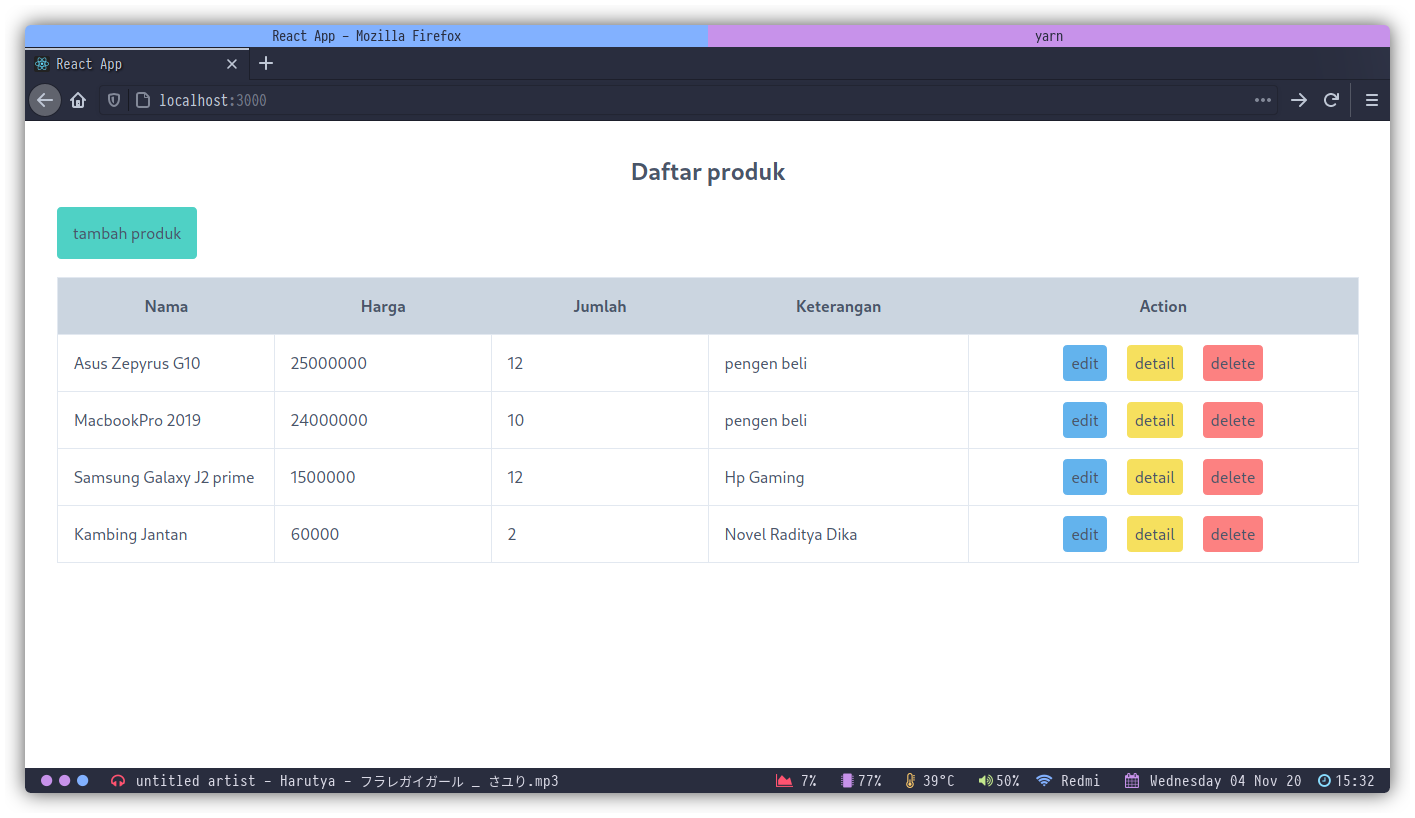 React App - Mozilla Firefox yarn
React App
localhost:3000
Daftar produk
tambah produk
Nama Harga Jumlah Keterangan Action
Asus Zepyrus G10 25000000 12 pengen beli edit detail delete
MacbookPro 2019 24000000 10 pengen beli edit detail delete
Samsung Galaxy J2 prime 1500000 12 Hp Gaming edit detail delete
Kambing Jantan 60000 2 Novel Raditya Dika edit detail delete
untitled artist - Harutya - フラレガイガール _ さユり.mp3 7% 77% 39°C 50% Redmi Wednesday 04 Nov 20 15:32